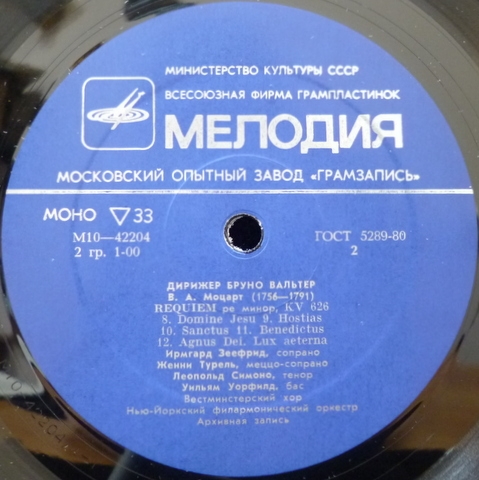 МИНИСТЕРСТВО КУЛЬТУРЫ СССР
ВСЕСОЮЗНАЯ ФИРМА ГРАМПЛАСТИНОК
МЕЛОДИЯ
МОСКОВСКИЙ ОПЫТНЫЙ ЗАВОД «ГРАМЗАПИСЬ»
МОНО ▽33
М10—42204 ГОСТ 5289-80
2 гр. 1-00 2
ДИРИЖЕР БРУНО ВАЛЬТЕР
В. А. Моцарт (1756—1791)
REQUIEM ре минор, KV 626
8. Domine Jesu 9. Hostias
10. Sanctus 11. Benedictus
12. Agnus Dei. Lux aeterna
Ирмгард Зеефрид, сопрано
Женни Турель, меццо-сопрано
Леопольд Симоно, тенор
Уильям Уорфилд, бас
Вестминстерский хор
Нью-Йоркский филармонический оркестр
Архивная запись